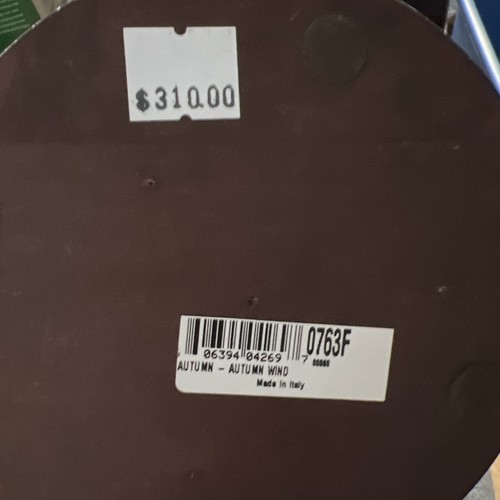 $310.00
0763F
06394 04269 7
AUTUMN - AUTUMN WIND
Made in Italy